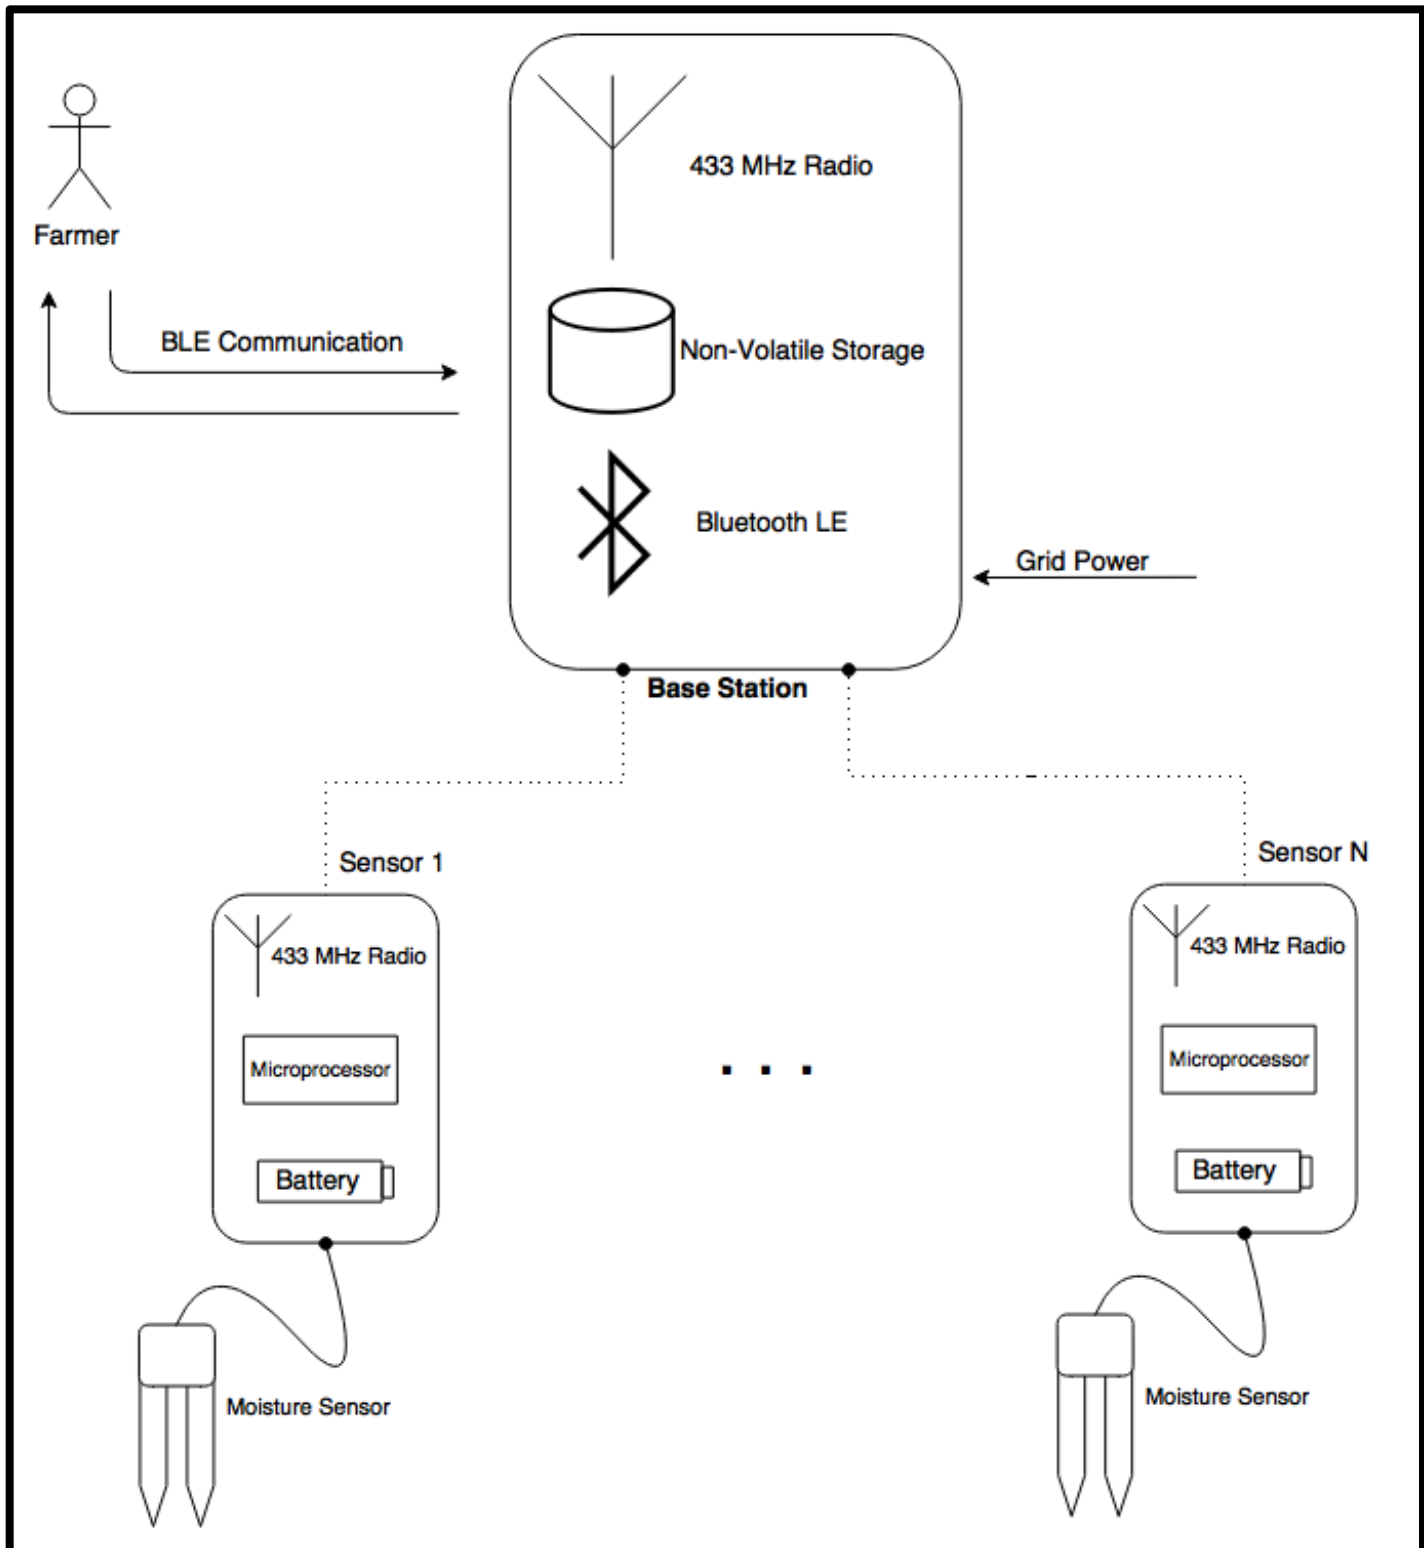 433 MHz Radio
Farmer
BLE Communication
Non-Volatile Storage
Bluetooth LE
Grid Power
Base Station
Sensor 1
Sensor N
433 MHz Radio
433 MHz Radio
Microprocessor
Microprocessor
Battery
Battery
Moisture Sensor
Moisture Sensor